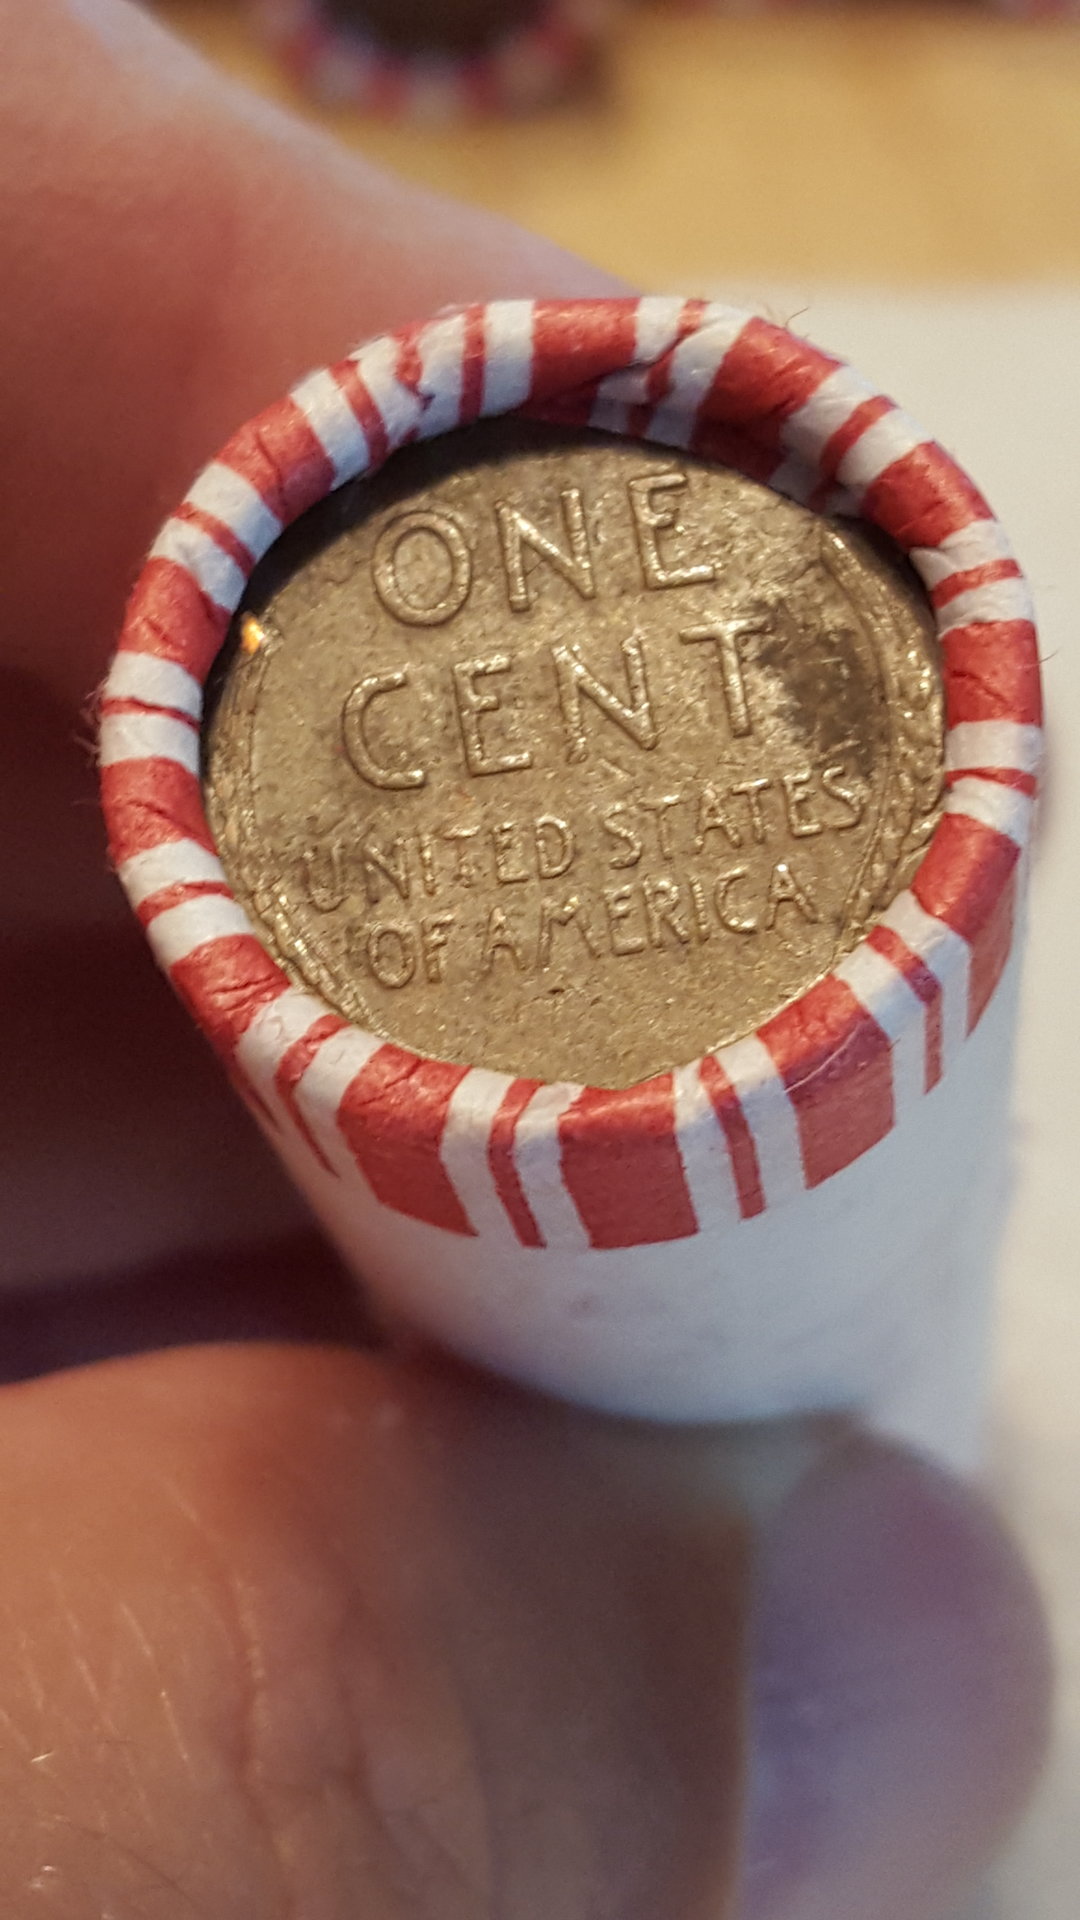 ONE
CENT
UNITED STATES
OF AMERICA